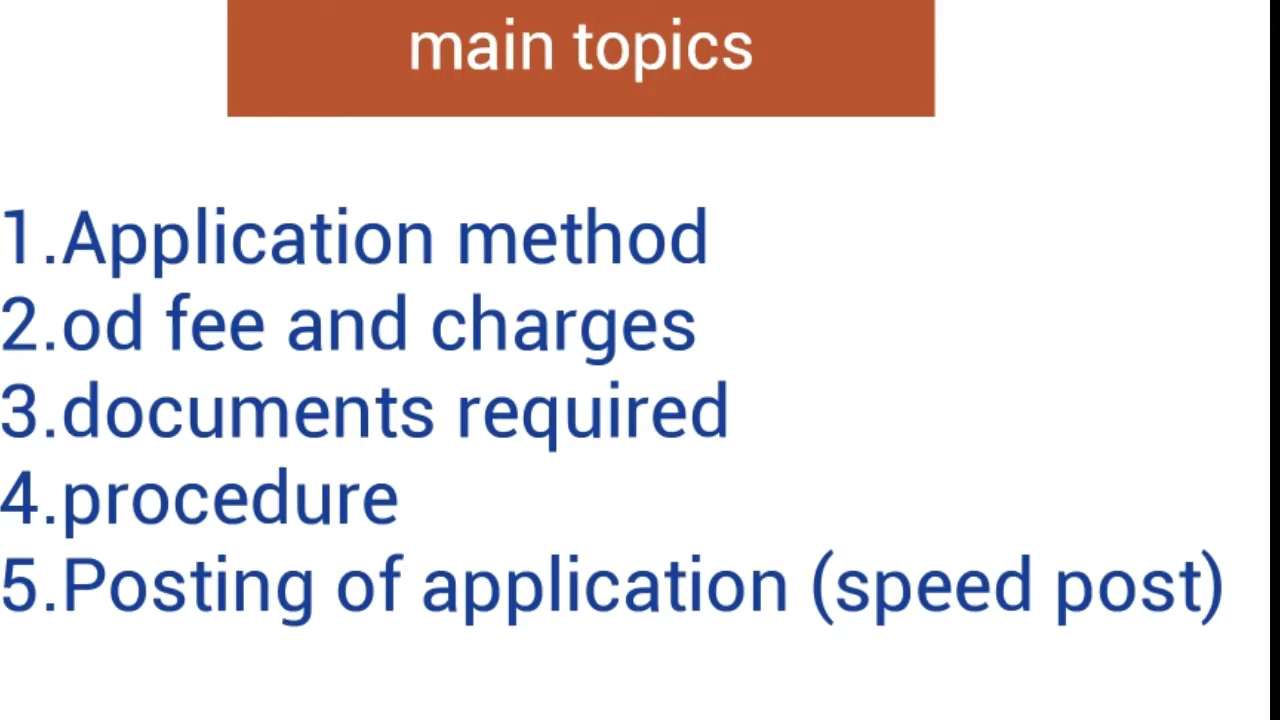 main topics
1.Application method
2.od fee and charges
3.documents required
4.procedure
5.Posting of application (speed post)